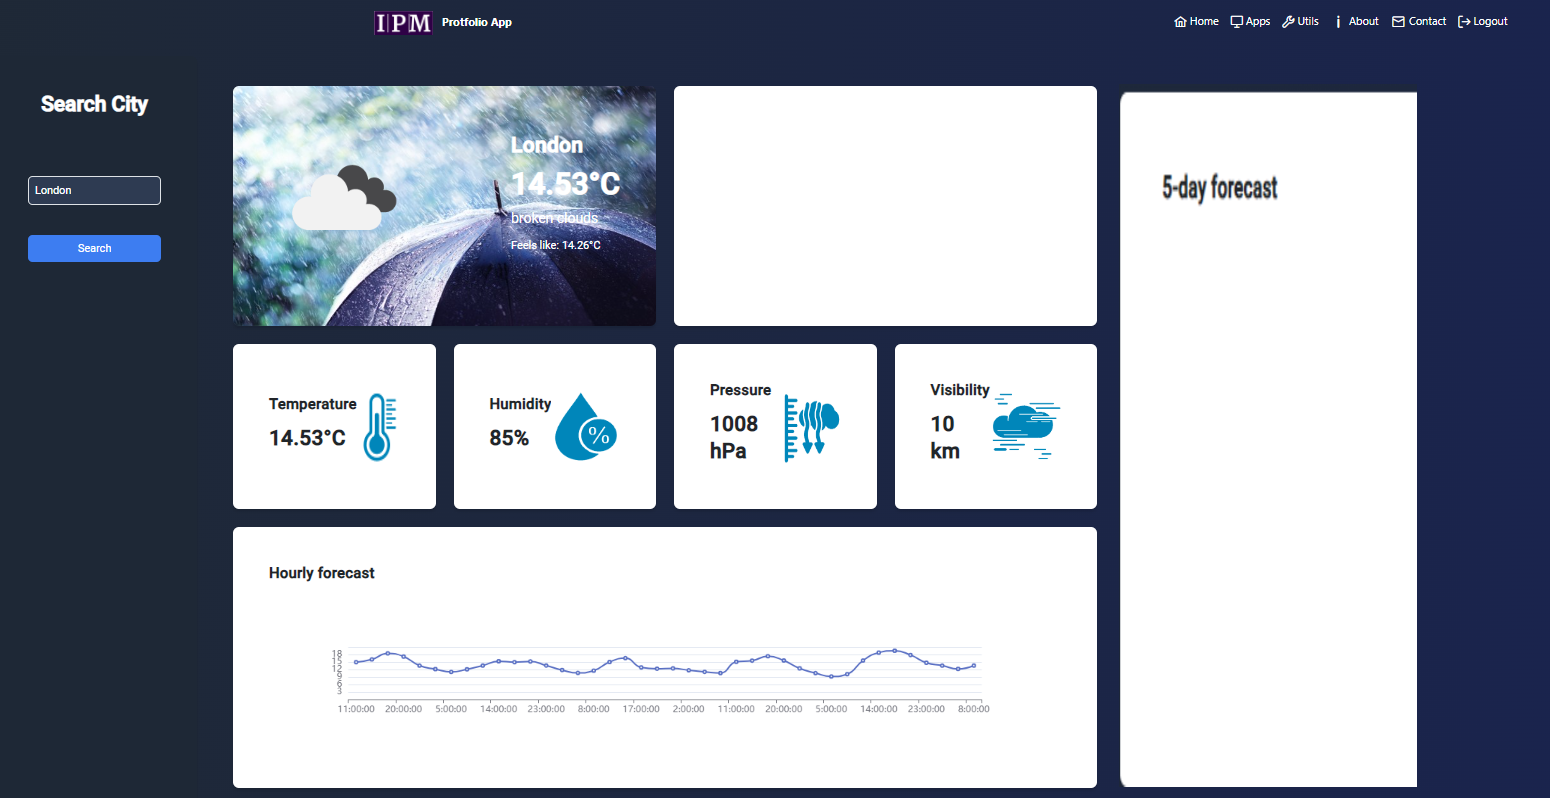 IPM Protfolio App
Home Apps Utils About Contact Logout
Search City
London
Search
London
14.53°C
broken clouds
Feels like: 14.26°C
5-day forecast
Temperature
14.53°C
Humidity
85%
%
Pressure
1008
hPa
Visibility
10
km
Hourly forecast
18
15
12
9
6
3
11:00:00 20:00:00 5:00:00 14:00:00 23:00:00 8:00:00 17:00:00 2:00:00 11:00:00 20:00:00 5:00:00 14:00:00 23:00:00 8:00:00